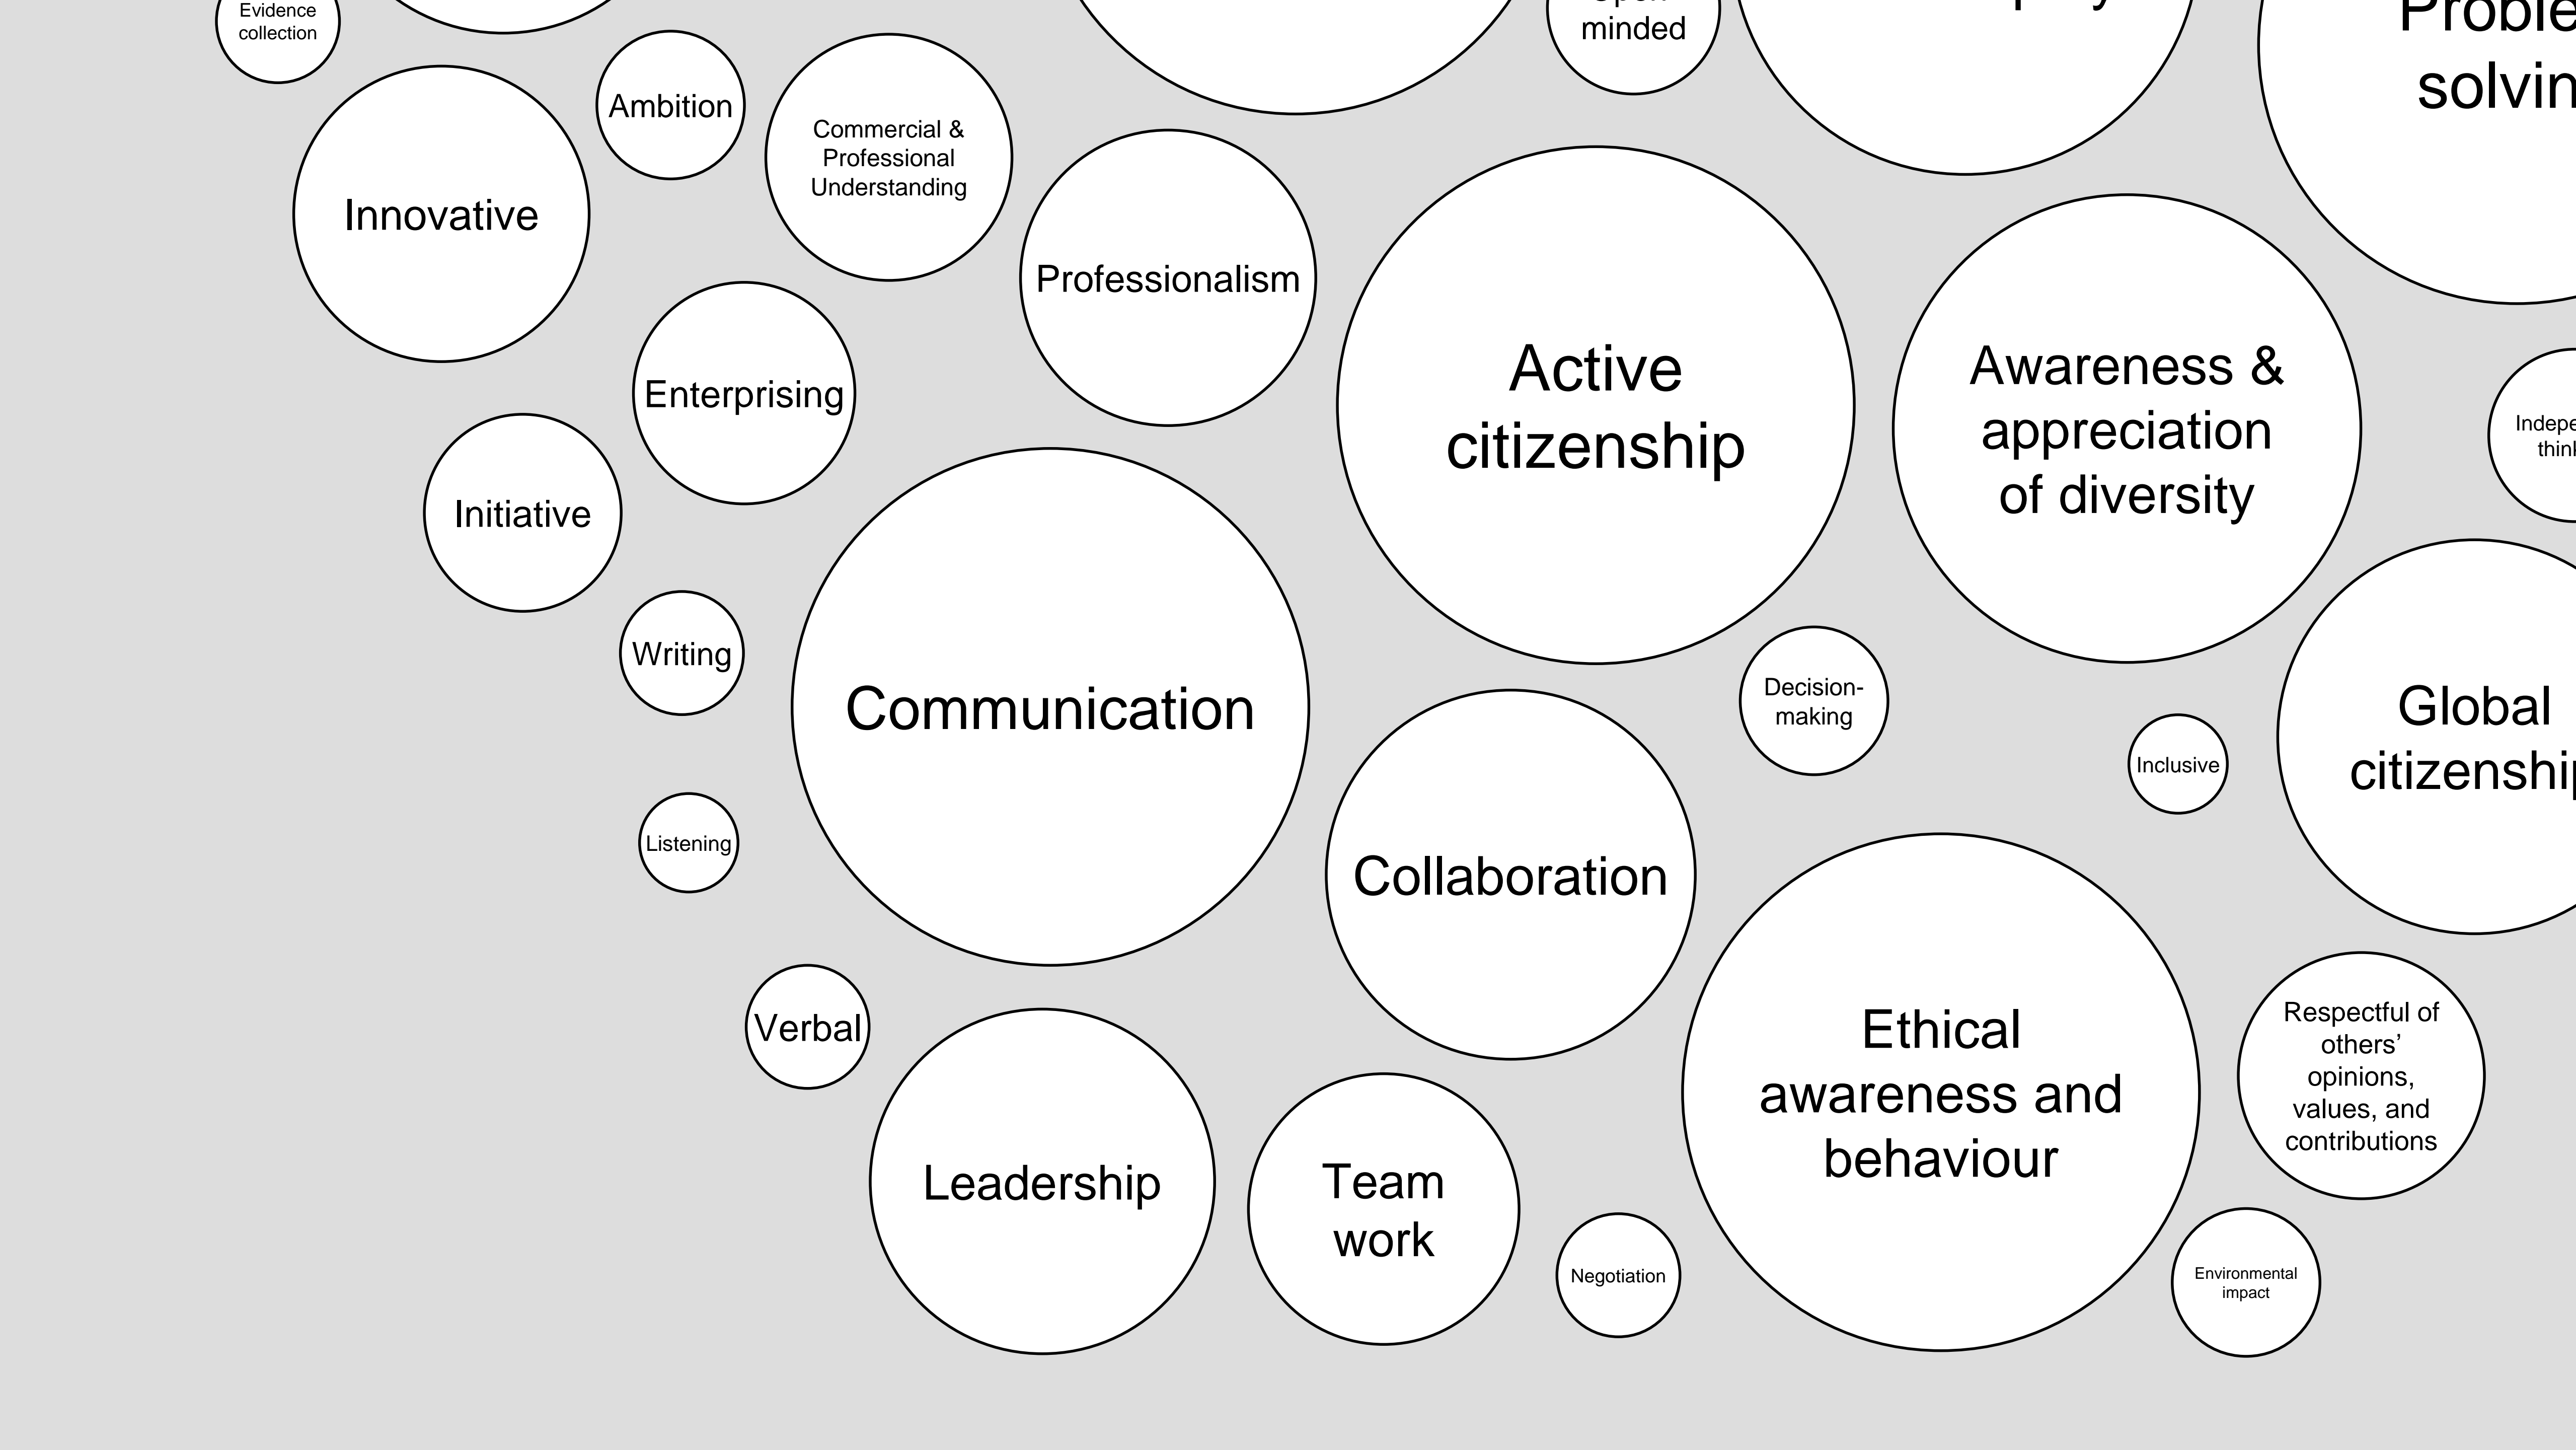 Evidence
collection
minded
Ambition
Commercial &
Professional
Understanding
Innovative
Professionalism
Enterprising
Initiative
Active
citizenship
Awareness &
appreciation
of diversity
Writing
Communication
Decision-
making
Global
Inclusive
Listening
Collaboration
Verbal
Ethical
awareness and
behaviour
Respectful of
others’
opinions,
values, and
contributions
Leadership
Team
work
Negotiation
Environmental
impact